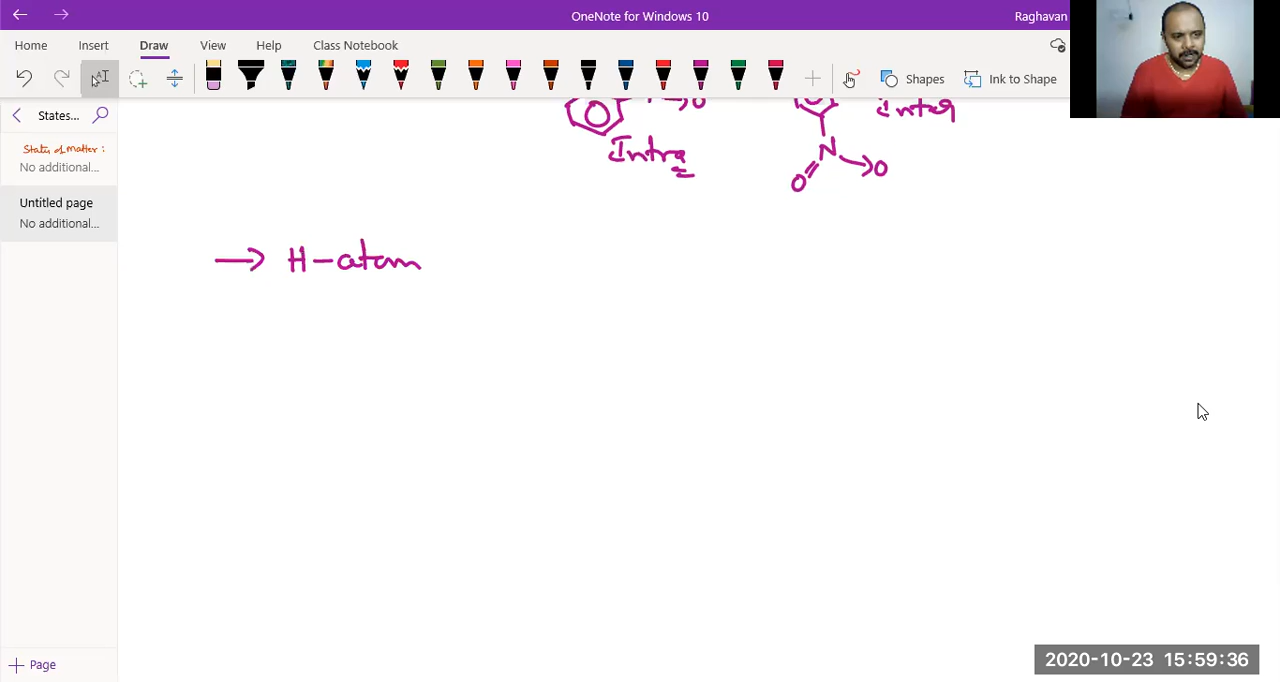 OneNote for Windows 10
Raghavan
Home Insert Draw View Help Class Notebook
Shapes Ink to Shape
States...
States of matter:
No additional...
Untitled page
No additional...
O Inter
Intra
N
O O
→ H-atom
Page
2020-10-23 15:59:36